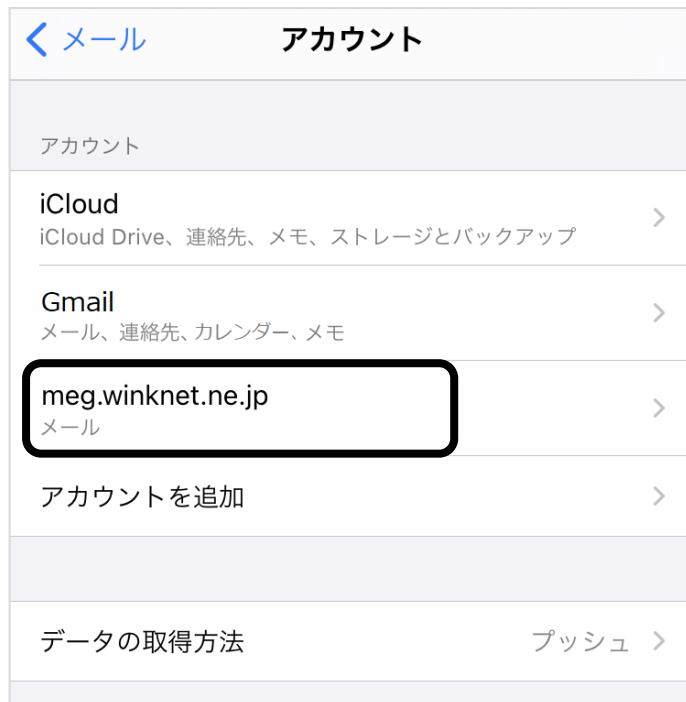 メール
アカウント
アカウント
iCloud
iCloud Drive、連絡先、メモ、ストレージとバックアップ
Gmail
メール、連絡先、カレンダー、メモ
meg.winknet.ne.jp
メール
アカウントを追加
データの取得方法 プッシュ